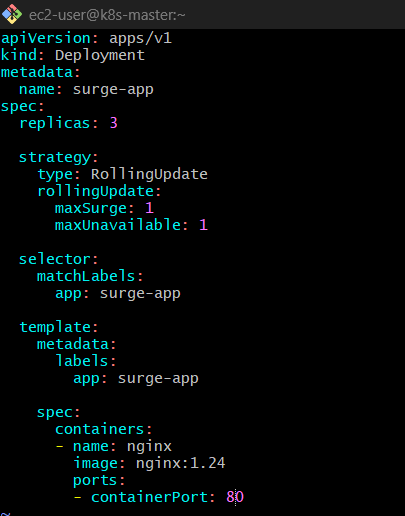 ec2-user@k8s-master:~
apiVersion: apps/v1
kind: Deployment
metadata:
  name: surge-app
spec:
  replicas: 3

  strategy:
    type: RollingUpdate
    rollingUpdate:
      maxSurge: 1
      maxUnavailable: 1

  selector:
    matchLabels:
      app: surge-app

  template:
    metadata:
      labels:
        app: surge-app

    spec:
      containers:
      - name: nginx
        image: nginx:1.24
        ports:
        - containerPort: 80
~